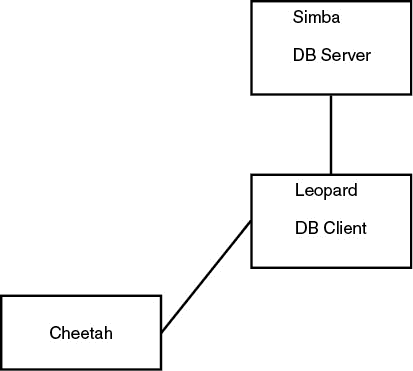 Simba
DB Server
Leopard
DB Client
Cheetah